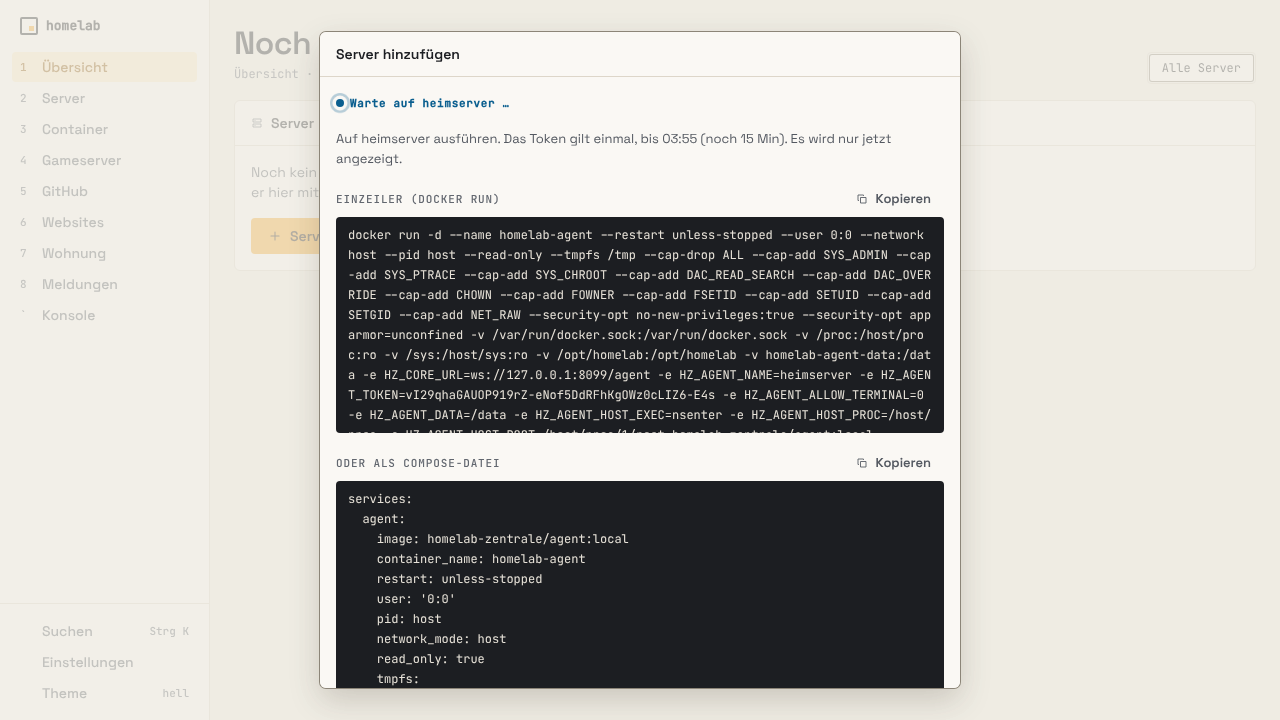 homelab
1 Übersicht
2 Server
3 Container
4 Gameserver
5 GitHub
6 Websites
7 Wohnung
8 Meldungen
` Konsole
Suchen Strg K
Einstellungen
Theme hell
Noch
Übersicht ·
Alle Server
Server
Noch kein
er hier mit
+ Serv
Server hinzufügen
Warte auf heimserver …
Auf heimserver ausführen. Das Token gilt einmal, bis 03:55 (noch 15 Min). Es wird nur jetzt
angezeigt.
EINZEILER (DOCKER RUN) Kopieren
docker run -d --name homelab-agent --restart unless-stopped --user 0:0 --network
host --pid host --read-only --tmpfs /tmp --cap-drop ALL --cap-add SYS_ADMIN --cap
-add SYS_PTRACE --cap-add SYS_CHROOT --cap-add DAC_READ_SEARCH --cap-add DAC_OVER
RIDE --cap-add CHOWN --cap-add FOWNER --cap-add FSETID --cap-add SETUID --cap-add
SETGID --cap-add NET_RAW --security-opt no-new-privileges:true --security-opt app
armor=unconfined -v /var/run/docker.sock:/var/run/docker.sock -v /proc:/host/pro
c:ro -v /sys:/host/sys:ro -v /opt/homelab:/opt/homelab -v homelab-agent-data:/dat
a -e HZ_CORE_URL=ws://127.0.0.1:8099/agent -e HZ_AGENT_NAME=heimserver -e HZ_AGEN
T_TOKEN=vI29qhaGAUOP919rZ-eNof5DdRFhKgOWz0cLIZ6-E4s -e HZ_AGENT_ALLOW_TERMINAL=0
-e HZ_AGENT_DATA=/data -e HZ_AGENT_HOST_EXEC=nsenter -e HZ_AGENT_HOST_PROC=/host/
ODER ALS COMPOSE-DATEI Kopieren
services:
agent:
image: homelab-zentrale/agent:local
container_name: homelab-agent
restart: unless-stopped
user: '0:0'
pid: host
network_mode: host
read_only: true
tmpfs: